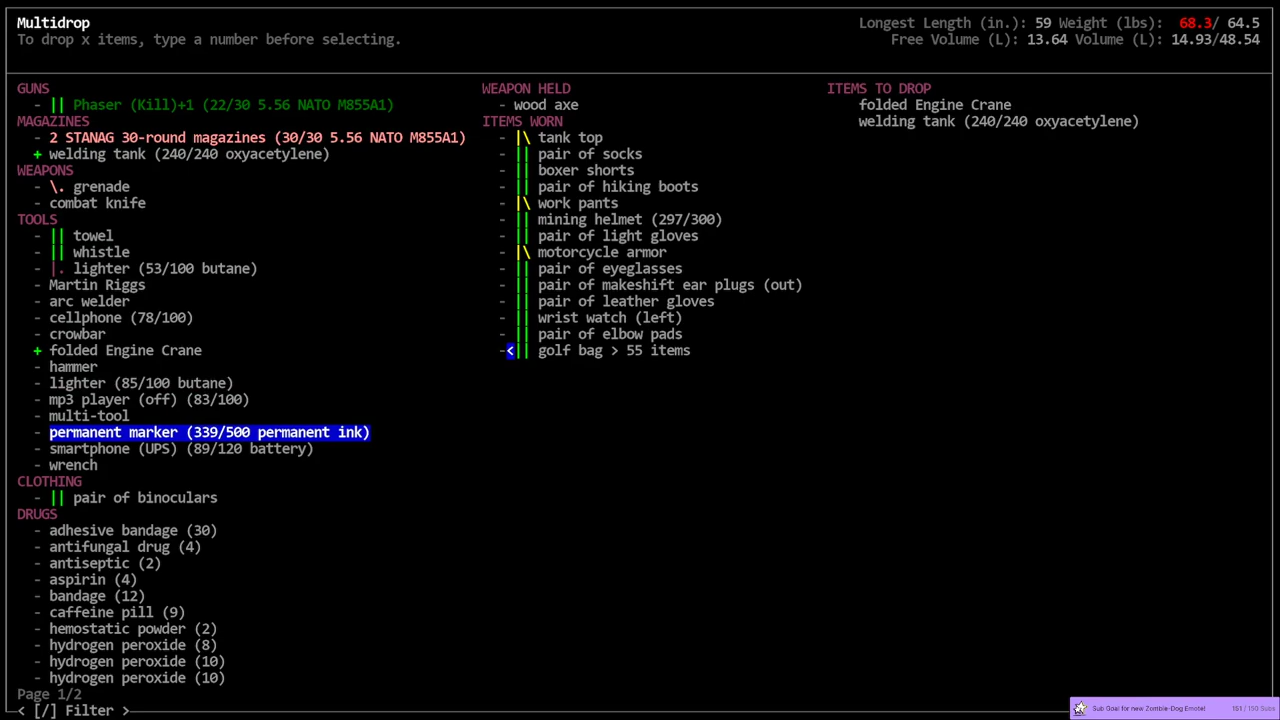 Multidrop
To drop x items, type a number before selecting.
Longest Length (in.): 59 Weight (lbs): 68.3/ 64.5
Free Volume (L): 13.64 Volume (L): 14.93/48.54
GUNS
- || Phaser (Kill)+1 (22/30 5.56 NATO M855A1)
MAGAZINES
- 2 STANAG 30-round magazines (30/30 5.56 NATO M855A1)
+ welding tank (240/240 oxyacetylene)
WEAPONS
- \. grenade
- combat knife
TOOLS
- || towel
- || whistle
- |. lighter (53/100 butane)
- Martin Riggs
- arc welder
- cellphone (78/100)
- crowbar
+ folded Engine Crane
- hammer
- lighter (85/100 butane)
- mp3 player (off) (83/100)
- multi-tool
- permanent marker (339/500 permanent ink)
- smartphone (UPS) (89/120 battery)
- wrench
CLOTHING
- || pair of binoculars
DRUGS
- adhesive bandage (30)
- antifungal drug (4)
- antiseptic (2)
- aspirin (4)
- bandage (12)
- caffeine pill (9)
- hemostatic powder (2)
- hydrogen peroxide (8)
- hydrogen peroxide (10)
- hydrogen peroxide (10)
Page 1/2
< [/] Filter >
WEAPON HELD
- wood axe
ITEMS WORN
- |\ tank top
- || pair of socks
- || boxer shorts
- || pair of hiking boots
- |\ work pants
- || mining helmet (297/300)
- || pair of light gloves
- |\ motorcycle armor
- || pair of eyeglasses
- || pair of makeshift ear plugs (out)
- || pair of leather gloves
- || wrist watch (left)
- || pair of elbow pads
-<|| golf bag > 55 items
ITEMS TO DROP
folded Engine Crane
welding tank (240/240 oxyacetylene)
Sub Goal for new Zombie-Dog Emote! 151 / 150 Subs